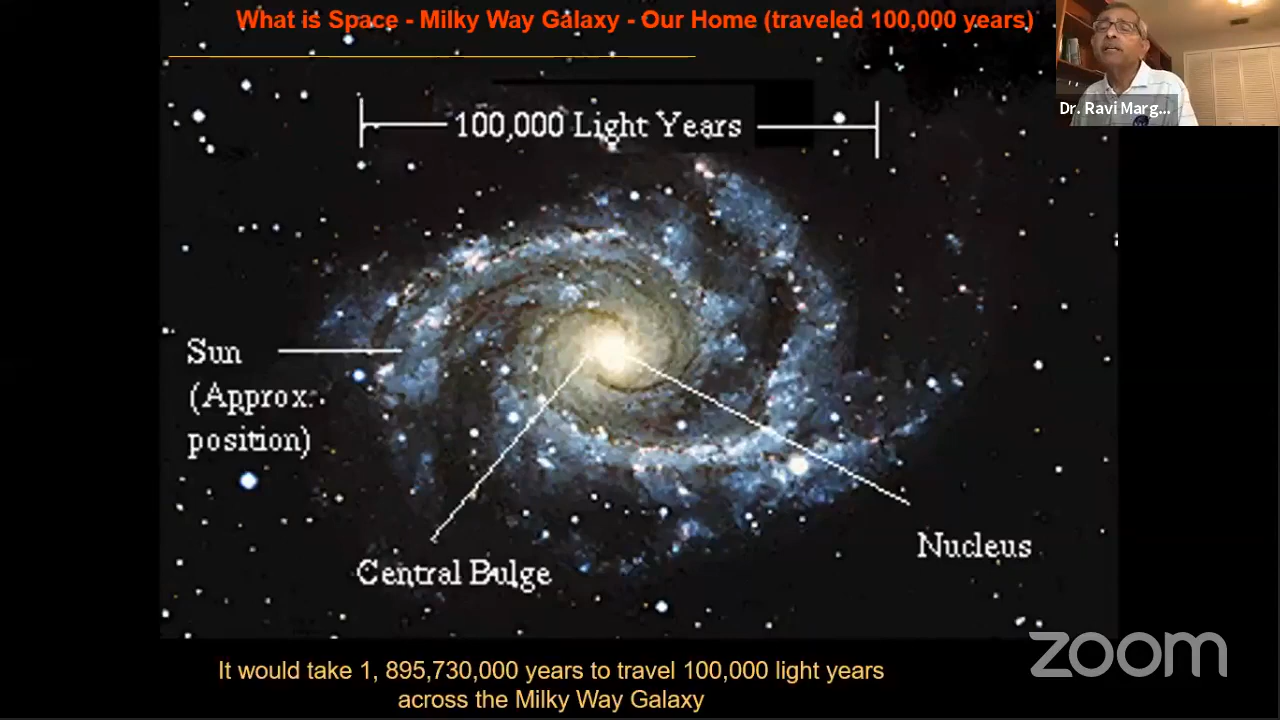 What is Space - Milky Way Galaxy - Our Home (traveled 100,000 years)
Dr. Ravi Marg...
100,000 Light Years
Sun
(Approx.
position)
Nucleus
Central Bulge
zoom
It would take 1, 895,730,000 years to travel 100,000 light years
across the Milky Way Galaxy